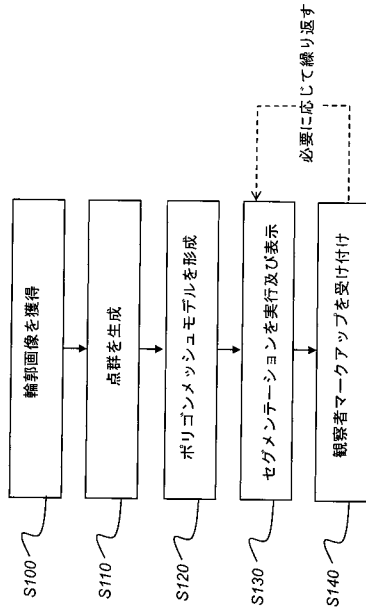 S100
輪郭画像を獲得
S110
点群を生成
S120
ポリゴンメッシュモデルを形成
S130
セグメンテーションを実行及び表示
S140
観察者マークアップを受け付け
必要に応じて繰り返す